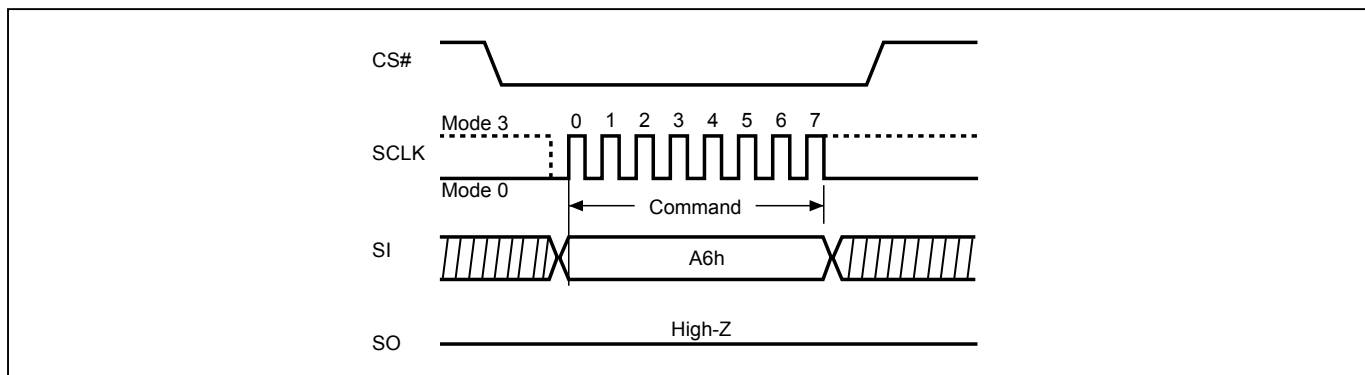 CS#
Mode 3
0 1 2 3 4 5 6 7
SCLK
Mode 0
Command
SI
A6h
High-Z
SO